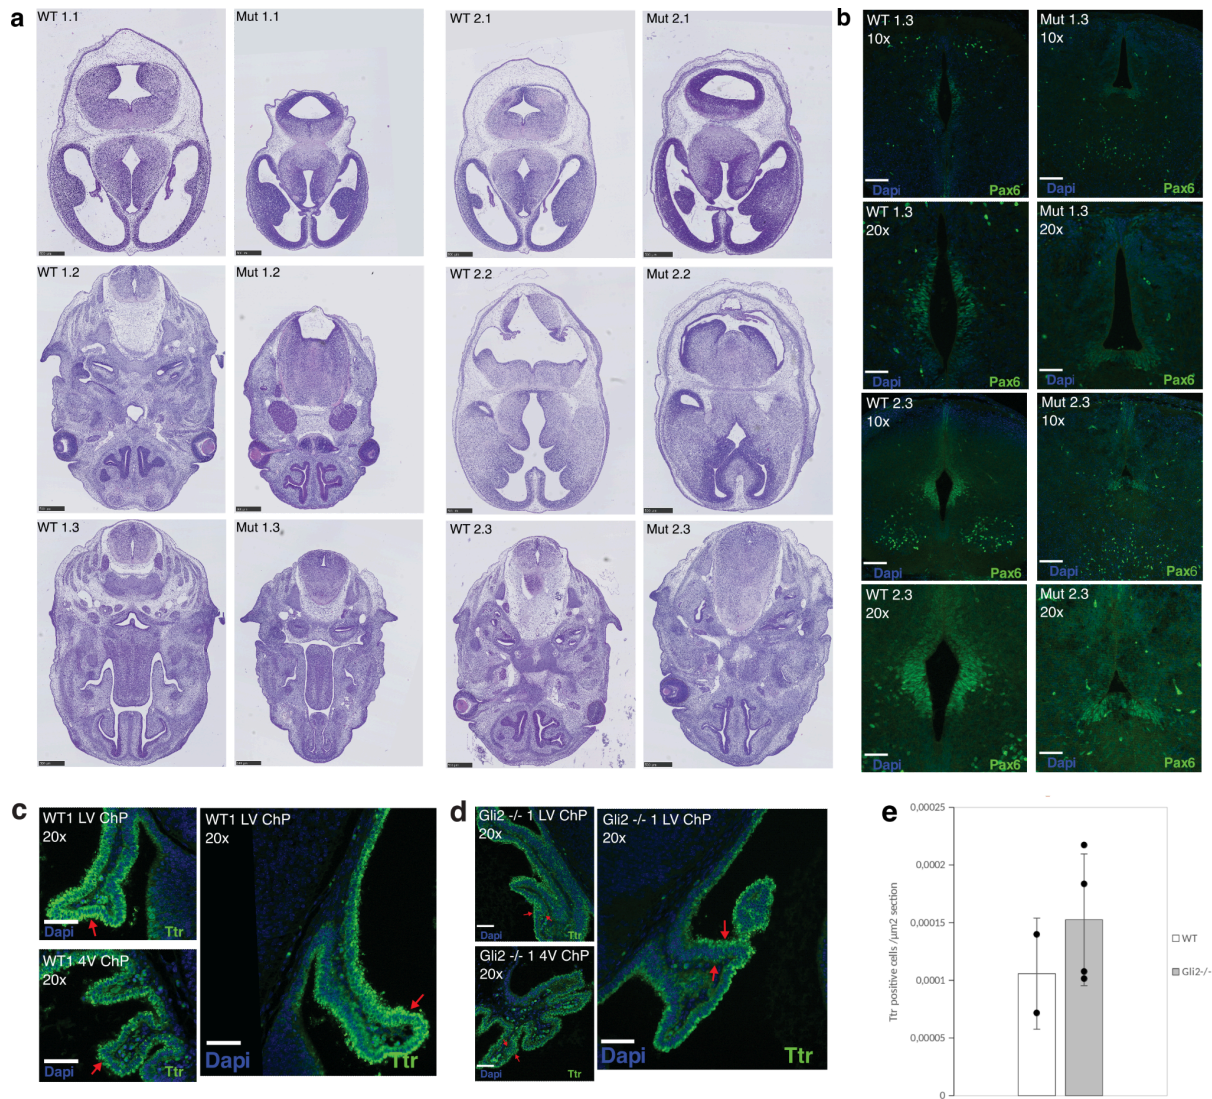 a
WT 1.1
Mut 1.1
WT 2.1
Mut 2.1
WT 1.2
Mut 1.2
WT 2.2
Mut 2.2
WT 1.3
Mut 1.3
WT 2.3
Mut 2.3
b
WT 1.3
10x
Dapi
Pax6
Mut 1.3
10x
Dapi
Pax6
WT 1.3
20x
Dapi
Pax6
Mut 1.3
20x
Dapi
Pax6
WT 2.3
10x
Dapi
Pax6
Mut 2.3
10x
Dapi
Pax6
WT 2.3
20x
Dapi
Pax6
Mut 2.3
20x
Dapi
Pax6
c
WT1 LV ChP
20x
Dapi
Ttr
WT1 4V ChP
20x
Dapi
Ttr
WT1 LV ChP
20x
Dapi
Ttr
d
Gli2 -/- 1 LV ChP
20x
Dapi
Ttr
Gli2 -/- 1 4V ChP
20x
Dapi
Ttr
Gli2 -/- 1 LV ChP
20x
Dapi
Ttr
e
Ttr positive cells /µm2 section
0,00025
0,0002
0,00015
0,0001
0,00005
0
WT
Gli2-/-